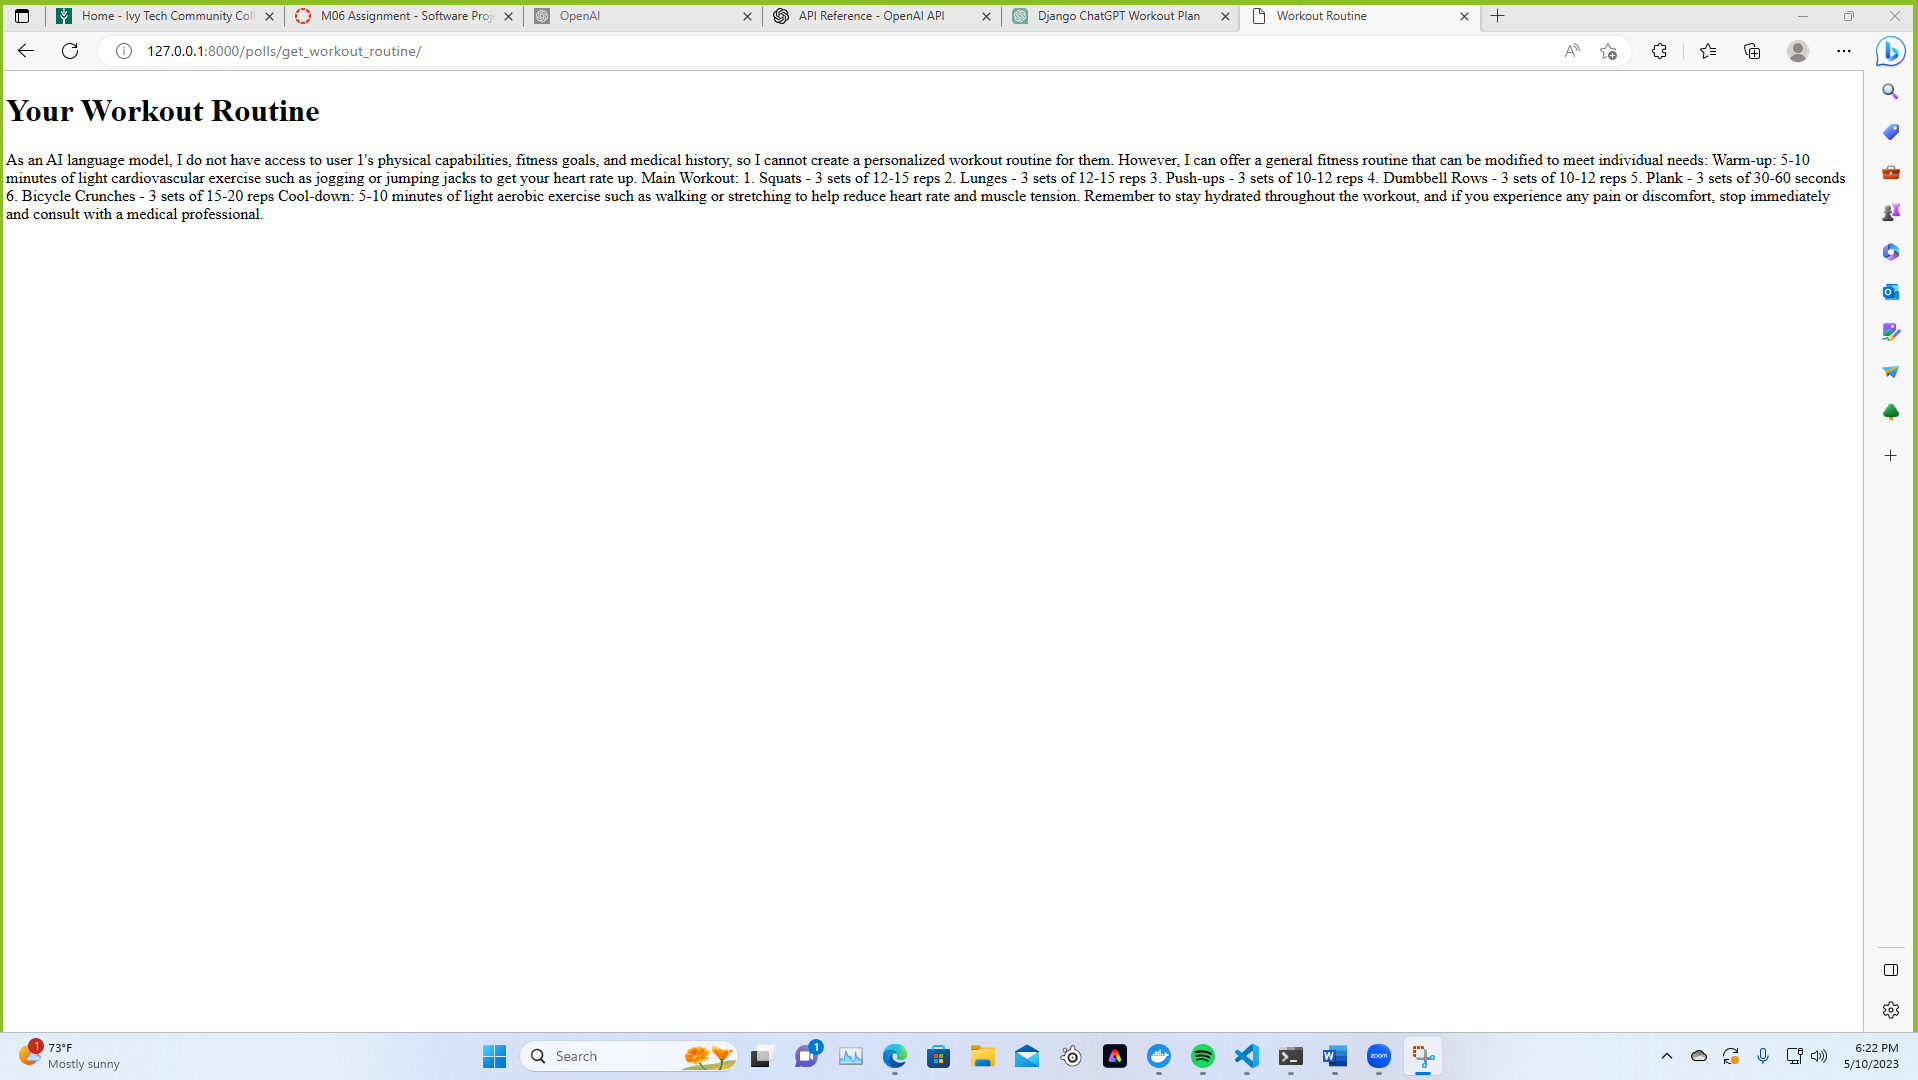 Home - Ivy Tech Community Coll
M06 Assignment - Software Proje
OpenAI
API Reference - OpenAI API
Django ChatGPT Workout Plan
Workout Routine
127.0.0.1:8000/polls/get_workout_routine/
Your Workout Routine
As an AI language model, I do not have access to user 1's physical capabilities, fitness goals, and medical history, so I cannot create a personalized workout routine for them. However, I can offer a general fitness routine that can be modified to meet individual needs: Warm-up: 5-10
minutes of light cardiovascular exercise such as jogging or jumping jacks to get your heart rate up. Main Workout: 1. Squats - 3 sets of 12-15 reps 2. Lunges - 3 sets of 12-15 reps 3. Push-ups - 3 sets of 10-12 reps 4. Dumbbell Rows - 3 sets of 10-12 reps 5. Plank - 3 sets of 30-60 seconds
6. Bicycle Crunches - 3 sets of 15-20 reps Cool-down: 5-10 minutes of light aerobic exercise such as walking or stretching to help reduce heart rate and muscle tension. Remember to stay hydrated throughout the workout, and if you experience any pain or discomfort, stop immediately
and consult with a medical professional.
1
73°F
Mostly sunny
Search
1
zoom
6:22 PM
5/10/2023